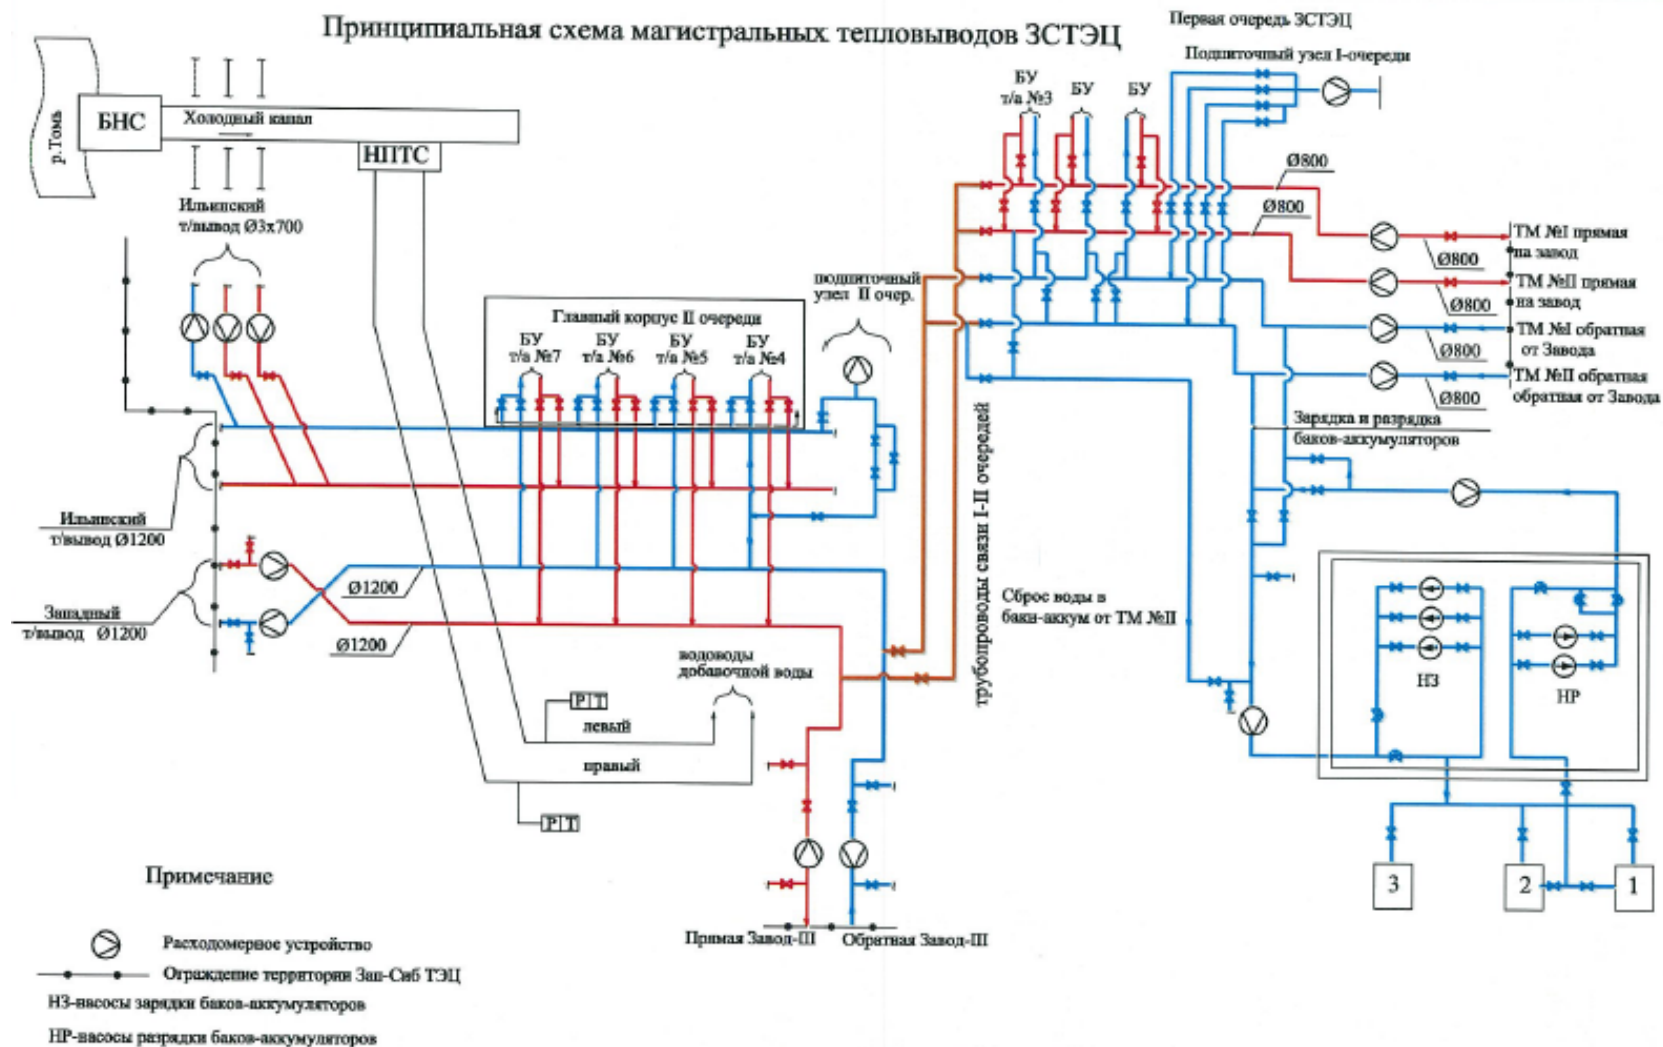 Принципиальная схема магистральных тепловыводов ЗСТЭЦ
Первая очередь ЗСТЭЦ
Подпиточный узел I-очереди
р.Томь
БНС
Холодный канал
НПТС
Ильинский
т/вывод Ø3х700
БУ
т/а №3
БУ
БУ
Ø800
Ø800
ТМ №I прямая
на завод
Ø800
ТМ №II прямая
на завод
Ø800
ТМ №I обратная
от Завода
Ø800
ТМ №II обратная
обратная от Завода
Ø800
подпиточный
узел II очер.
Главный корпус II очереди
БУ
т/а №7
БУ
т/а №6
БУ
т/а №5
БУ
т/а №4
Зарядка и разрядка
баков-аккумуляторов
трубопроводы связи I-II очередей
Ильинский
т/вывод Ø1200
Западный
т/вывод Ø1200
Ø1200
Ø1200
Сброс воды в
баки-аккум от ТМ №II
водоводы
добавочной воды
Р Т
левый
правый
Р Т
НЗ
НР
3
2
1
Прямая Завод-III
Обратная Завод-III
Примечание
Расходомерное устройство
Ограждение территории Зап-Сиб ТЭЦ
НЗ-насосы зарядки баков-аккумуляторов
НР-насосы разрядки баков-аккумуляторов